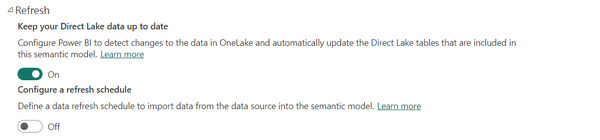 Refresh
Keep your Direct Lake data up to date
Configure Power BI to detect changes to the data in OneLake and automatically update the Direct Lake tables that are included in
this semantic model. Learn more
On
Configure a refresh schedule
Define a data refresh schedule to import data from the data source into the semantic model. Learn more
Off